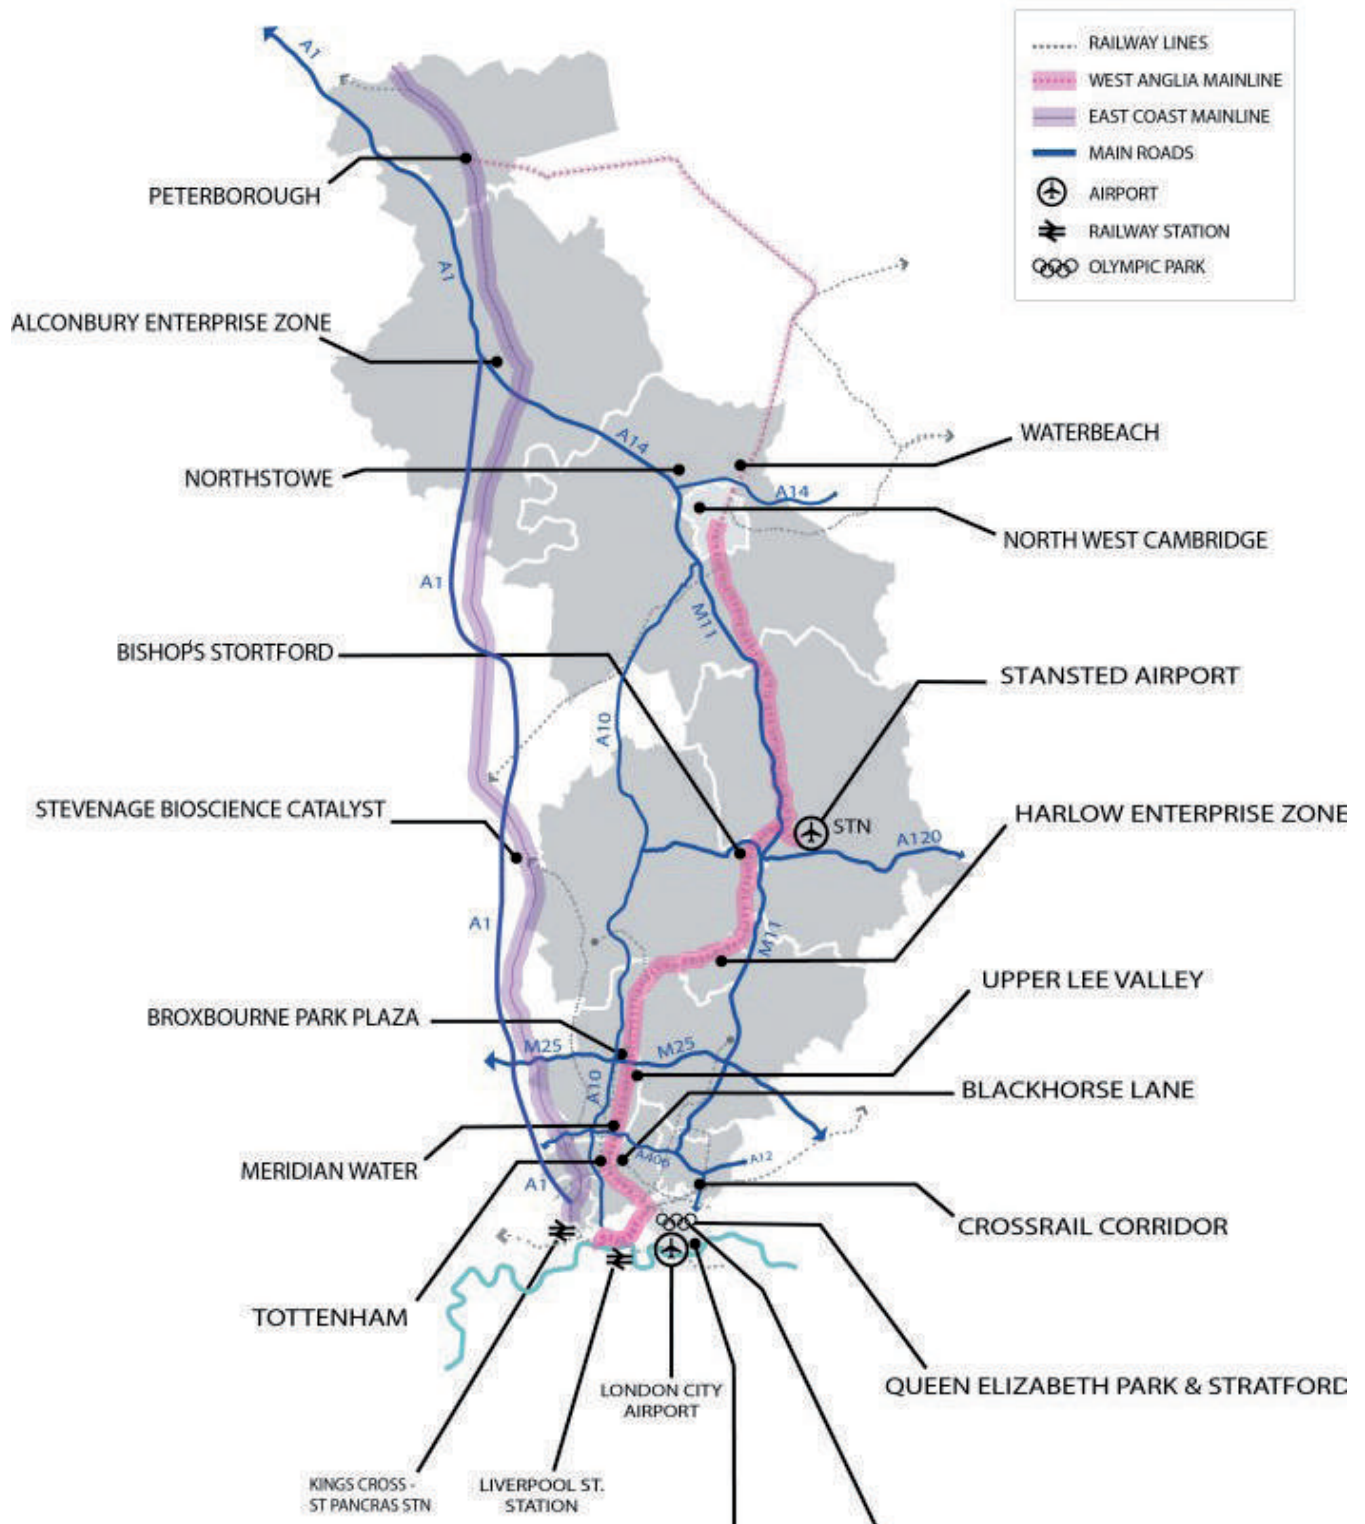 RAILWAY LINES
WEST ANGLIA MAINLINE
EAST COAST MAINLINE
MAIN ROADS
AIRPORT
RAILWAY STATION
OLYMPIC PARK
A1
PETERBOROUGH
A1
ALCONBURY ENTERPRISE ZONE
A14
WATERBEACH
NORTHSTOWE
A14
NORTH WEST CAMBRIDGE
A1
M11
BISHOP'S STORTFORD
STANSTED AIRPORT
A10
STEVENAGE BIOSCIENCE CATALYST
HARLOW ENTERPRISE ZONE
STN
A120
A1
M11
UPPER LEE VALLEY
BROXBOURNE PARK PLAZA
M25
M25
A10
BLACKHORSE LANE
MERIDIAN WATER
A406
A12
A1
CROSSRAIL CORRIDOR
TOTTENHAM
QUEEN ELIZABETH PARK & STRATFORD
LONDON CITY
AIRPORT
KINGS CROSS -
ST PANCRAS STN
LIVERPOOL ST.
STATION